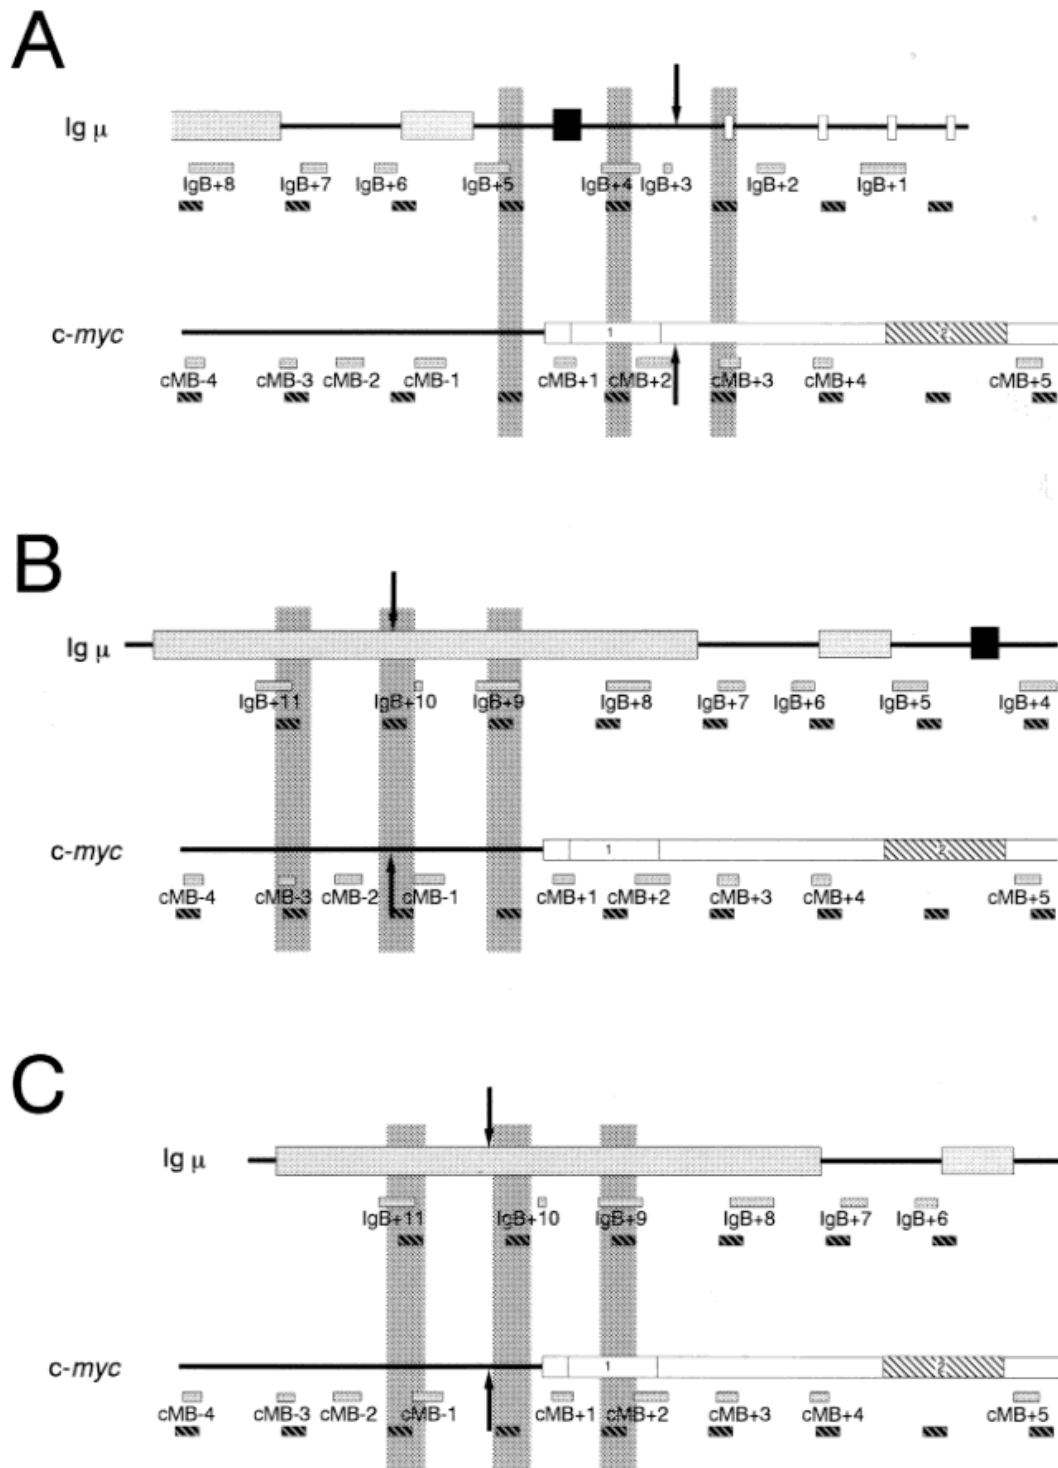 A
Ig μ
IgB+8 IgB+7 IgB+6 IgB+5 IgB+4 IgB+3 IgB+2 IgB+1
c-myc
1 2
cMB-4 cMB-3 cMB-2 cMB-1 cMB+1 cMB+2 cMB+3 cMB+4 cMB+5
B
Ig μ
IgB+11 IgB+10 IgB+9 IgB+8 IgB+7 IgB+6 IgB+5 IgB+4
c-myc
1 2
cMB-4 cMB-3 cMB-2 cMB-1 cMB+1 cMB+2 cMB+3 cMB+4 cMB+5
C
Ig μ
IgB+11 IgB+10 IgB+9 IgB+8 IgB+7 IgB+6
c-myc
1 2
cMB-4 cMB-3 cMB-2 cMB-1 cMB+1 cMB+2 cMB+3 cMB+4 cMB+5